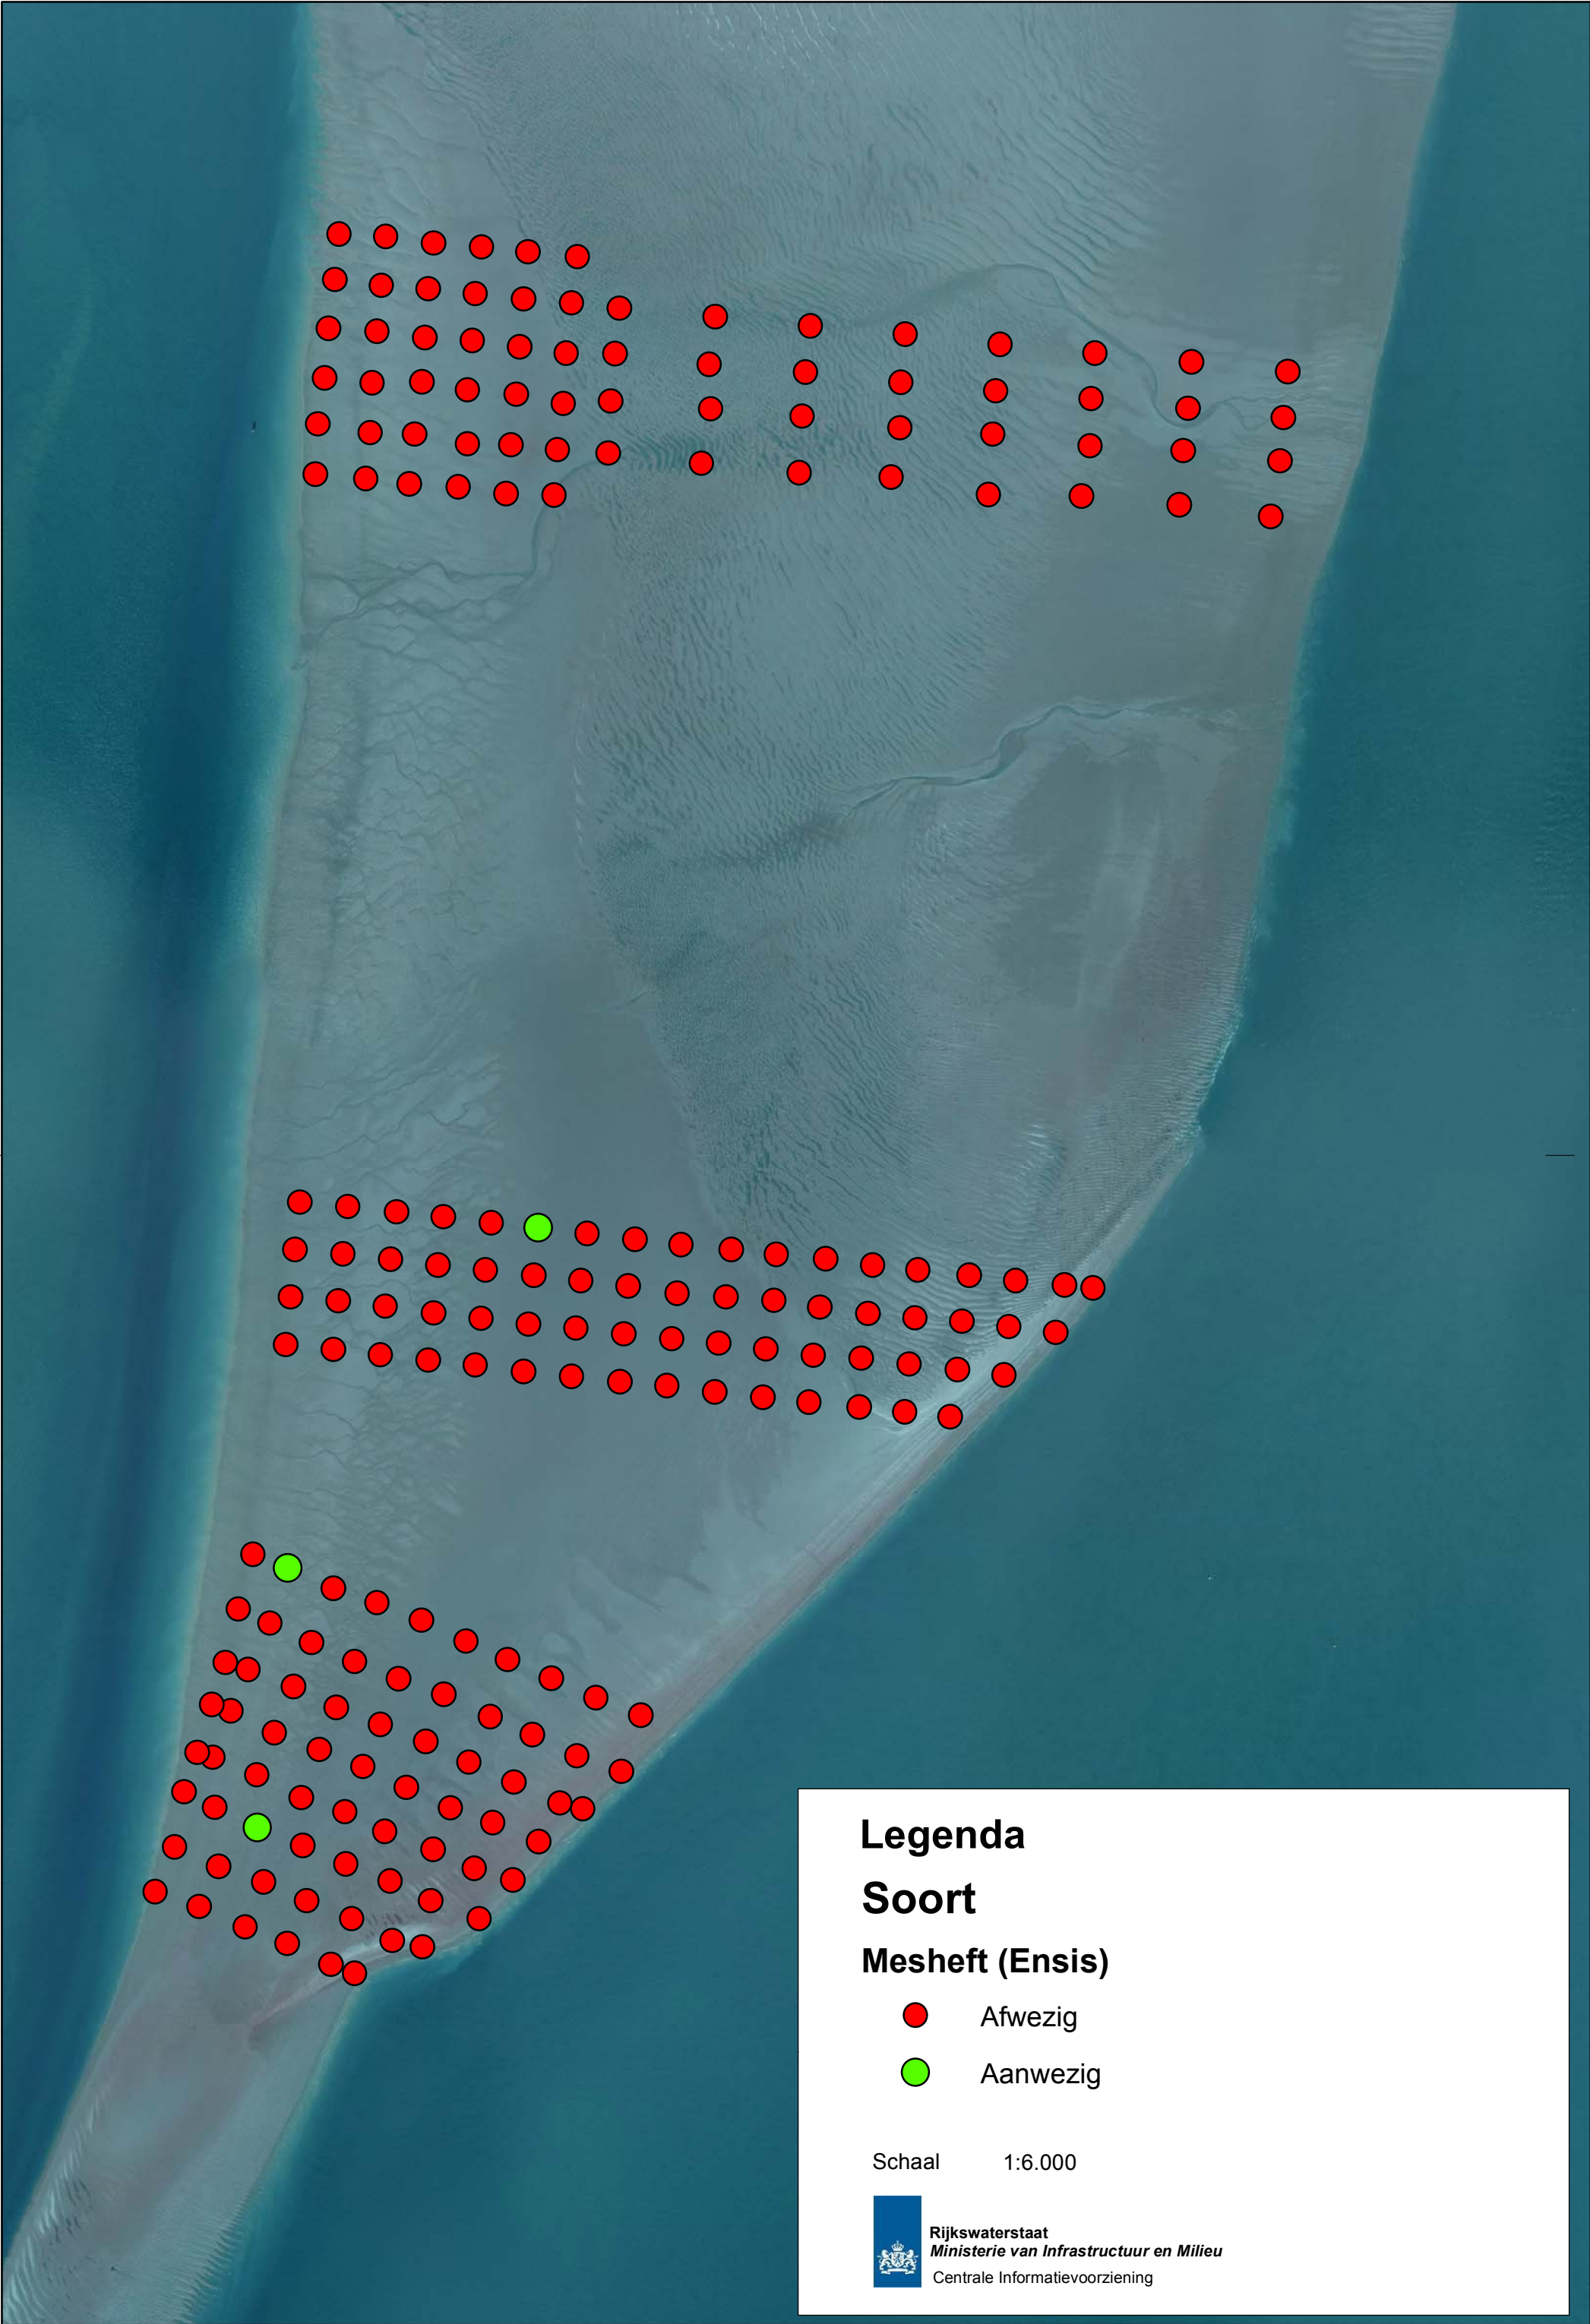 Legenda
Soort
Mesheft (Ensis)
Afwezig
Aanwezig
Schaal 1:6.000
Rijkswaterstaat
Ministerie van Infrastructuur en Milieu
Centrale Informatievoorziening